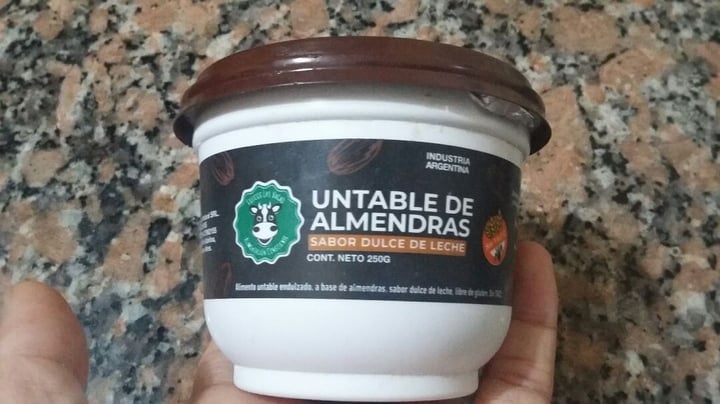 INDUSTRIA
ARGENTINA
UNTABLE DE
ALMENDRAS
SABOR DULCE DE LECHE
CONT. NETO 250G
Alimento untable endulzado, a base de almendras, sabor dulce de leche, libre de gluten.